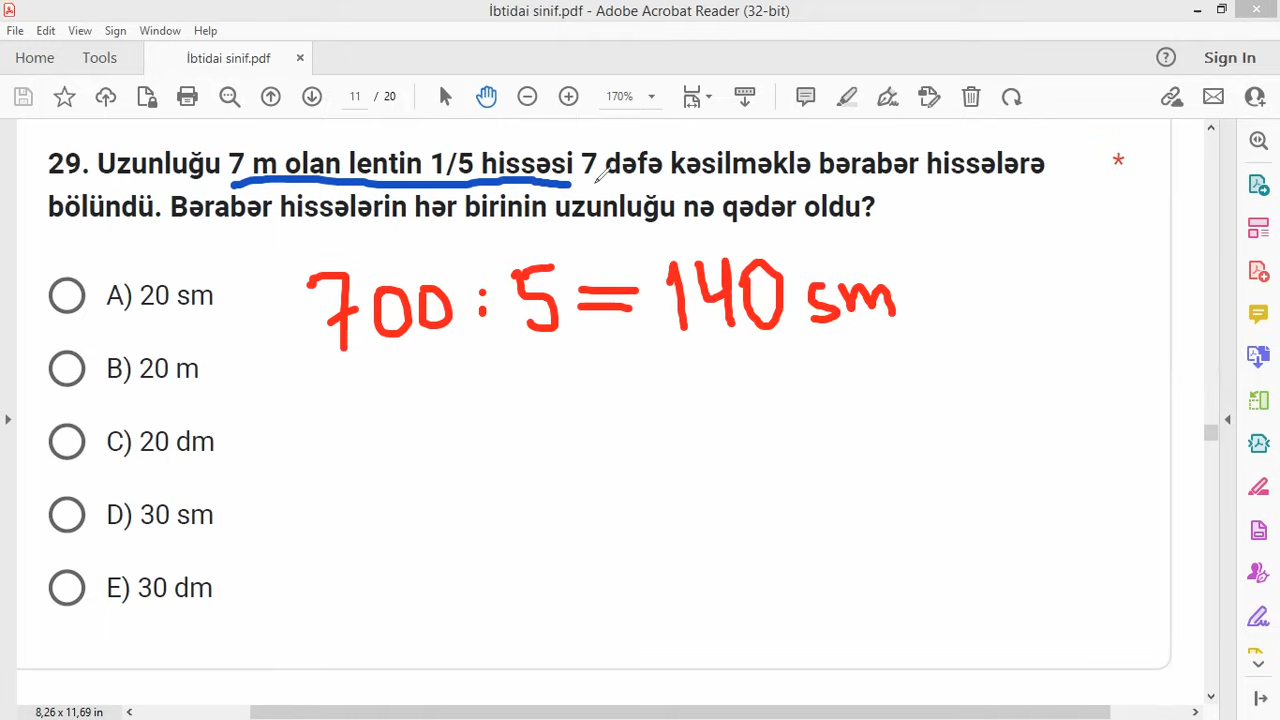 İbtidai sinif.pdf - Adobe Acrobat Reader (32-bit)
File Edit View Sign Window Help
Home Tools İbtidai sinif.pdf × Sign In
11 / 20 170%
29. Uzunluğu 7 m olan lentin 1/5 hissəsi 7 dəfə kəsilməklə bərabər hissələrə *
bölündü. Bərabər hissələrin hər birinin uzunluğu nə qədər oldu?
700 : 5 = 140 sm
A) 20 sm
B) 20 m
C) 20 dm
D) 30 sm
E) 30 dm
8,26 x 11,69 in